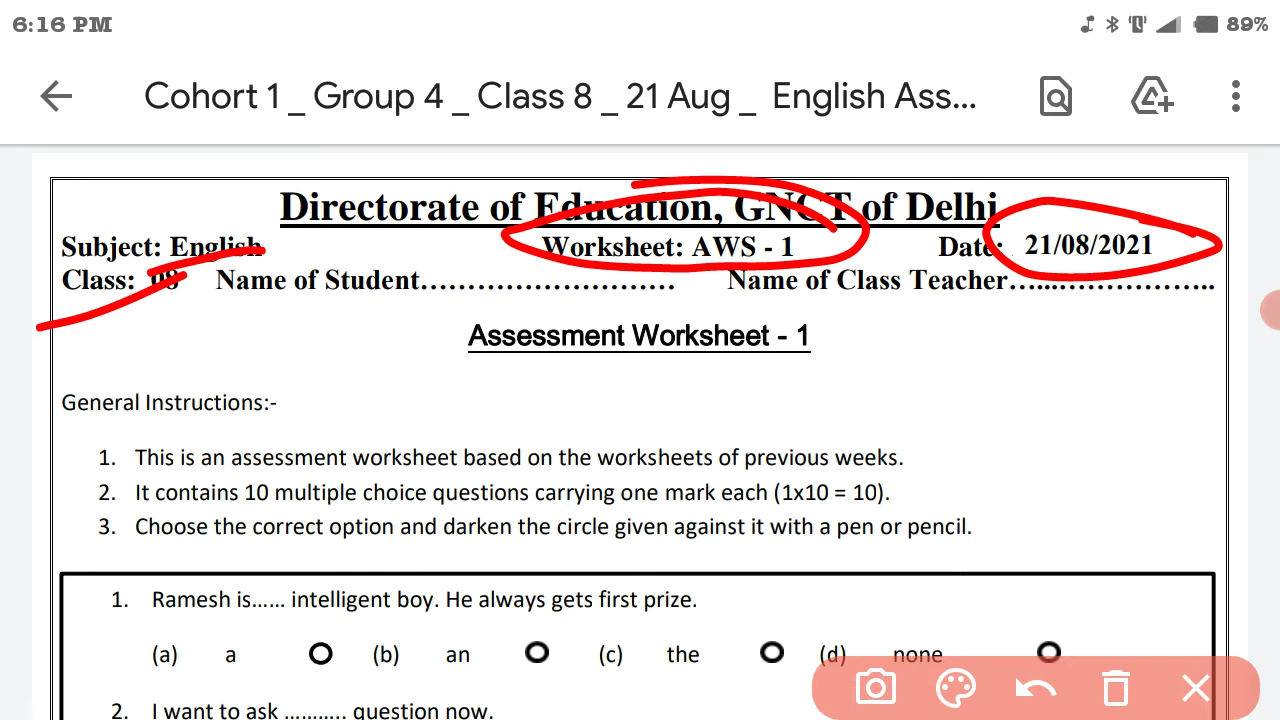 6:16 PM 89%
Cohort 1 _ Group 4 _ Class 8 _ 21 Aug _ English Ass...
Directorate of Education, GNCT of Delhi
Subject: English Worksheet: AWS - 1 Date: 21/08/2021
Class: 08 Name of Student.......................... Name of Class Teacher.......................
Assessment Worksheet - 1
General Instructions:-
1. This is an assessment worksheet based on the worksheets of previous weeks.
2. It contains 10 multiple choice questions carrying one mark each (1x10 = 10).
3. Choose the correct option and darken the circle given against it with a pen or pencil.
1. Ramesh is...... intelligent boy. He always gets first prize.
(a) a (b) an (c) the (d) none
2. I want to ask ........... question now.